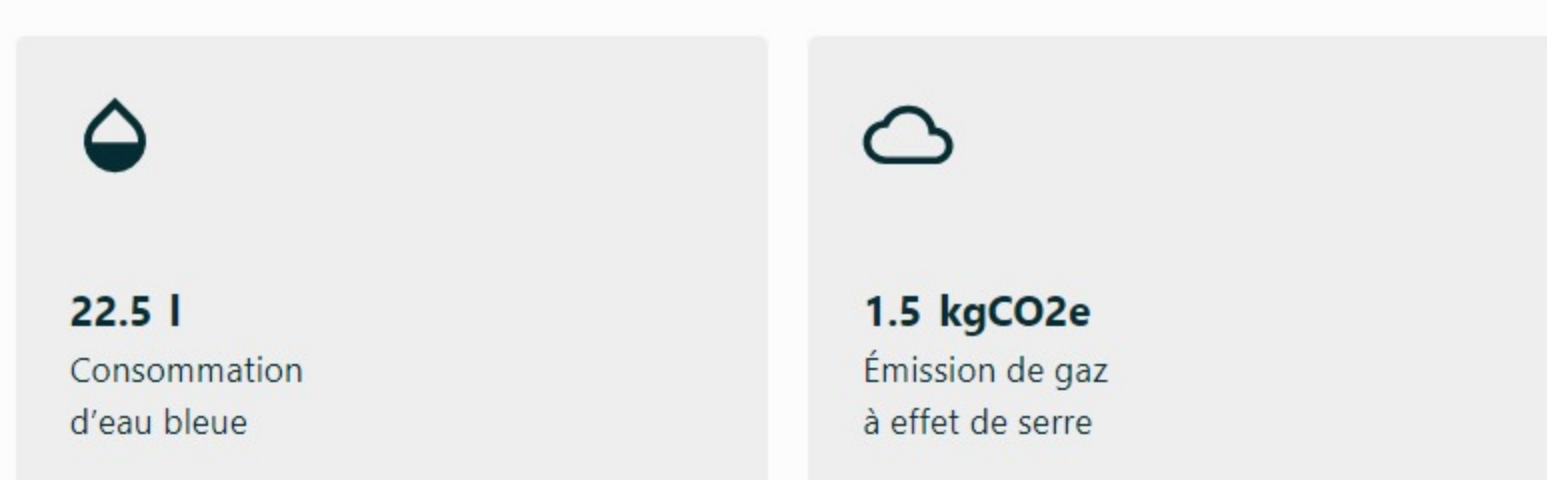 22.5 l
Consommation
d’eau bleue
1.5 kgCO2e
Émission de gaz
à effet de serre